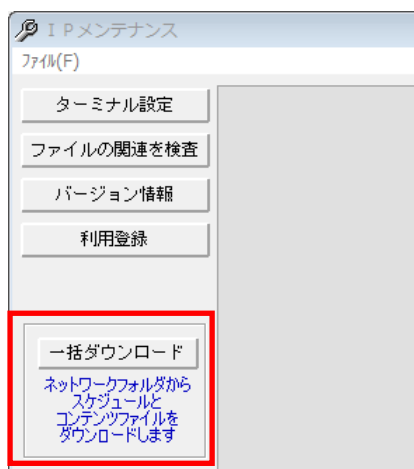 IPメンテナンス
ファイル(F)
ターミナル設定
ファイルの関連を検査
バージョン情報
利用登録
一括ダウンロード
ネットワークフォルダから
スケジュールと
コンテンツファイルを
ダウンロードします